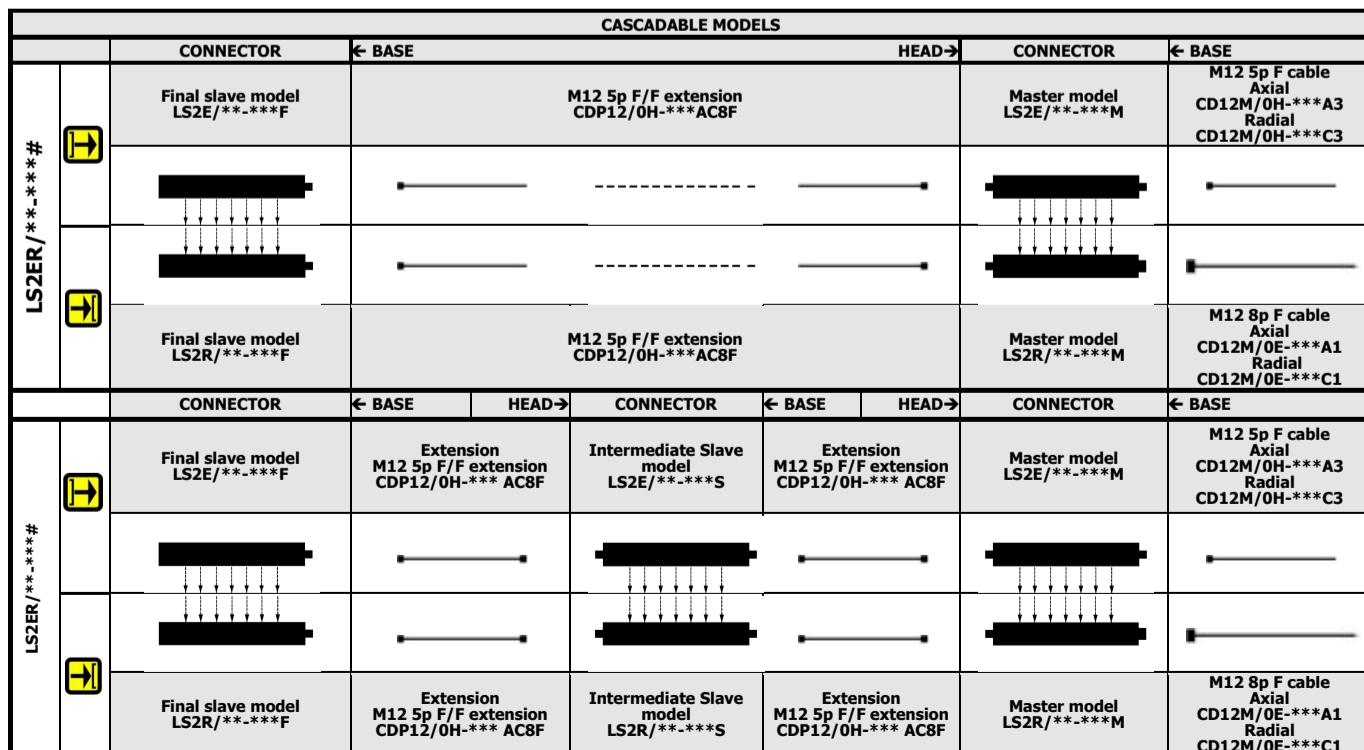 CASCADABLE MODELS
CONNECTOR
← BASE
HEAD→
CONNECTOR
← BASE
LS2ER/**-***#
Final slave model
LS2E/**-***F
M12 5p F/F extension
CDP12/0H-***AC8F
Master model
LS2E/**-***M
M12 5p F cable
Axial
CD12M/0H-***A3
Radial
CD12M/0H-***C3
Final slave model
LS2R/**-***F
M12 5p F/F extension
CDP12/0H-***AC8F
Master model
LS2R/**-***M
M12 8p F cable
Axial
CD12M/0E-***A1
Radial
CD12M/0E-***C1
CONNECTOR
← BASE
HEAD→
CONNECTOR
← BASE
HEAD→
CONNECTOR
← BASE
LS2ER/**-***#
Final slave model
LS2E/**-***F
Extension
M12 5p F/F extension
CDP12/0H-*** AC8F
Intermediate Slave
model
LS2E/**-***S
Extension
M12 5p F/F extension
CDP12/0H-*** AC8F
Master model
LS2E/**-***M
M12 5p F cable
Axial
CD12M/0H-***A3
Radial
CD12M/0H-***C3
Final slave model
LS2R/**-***F
Extension
M12 5p F/F extension
CDP12/0H-*** AC8F
Intermediate Slave
model
LS2R/**-***S
Extension
M12 5p F/F extension
CDP12/0H-*** AC8F
Master model
LS2R/**-***M
M12 8p F cable
Axial
CD12M/0E-***A1
Radial
CD12M/0E-***C1